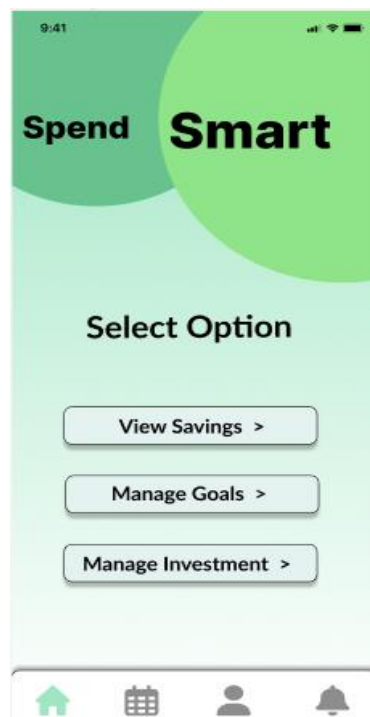 9:41
Spend Smart
Select Option
View Savings >
Manage Goals >
Manage Investment >